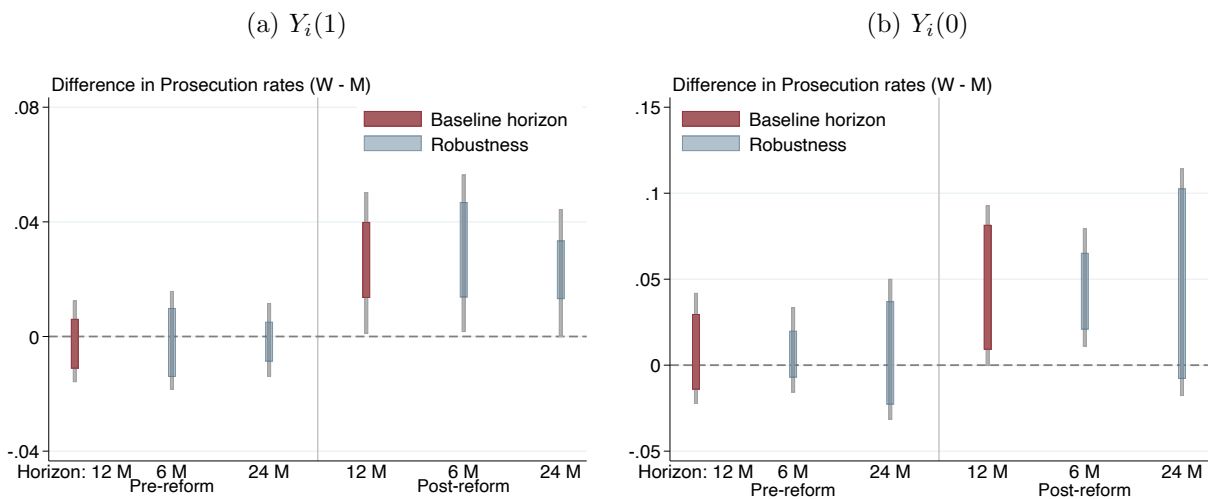 (a) Y_i(1)
Difference in Prosecution rates (W - M)
.08
.04
0
-.04
Baseline horizon
Robustness
Horizon: 12 M 6 M 24 M 12 M 6 M 24 M
Pre-reform Post-reform
(b) Y_i(0)
Difference in Prosecution rates (W - M)
.15
.1
.05
0
-.05
Baseline horizon
Robustness
Horizon: 12 M 6 M 24 M 12 M 6 M 24 M
Pre-reform Post-reform